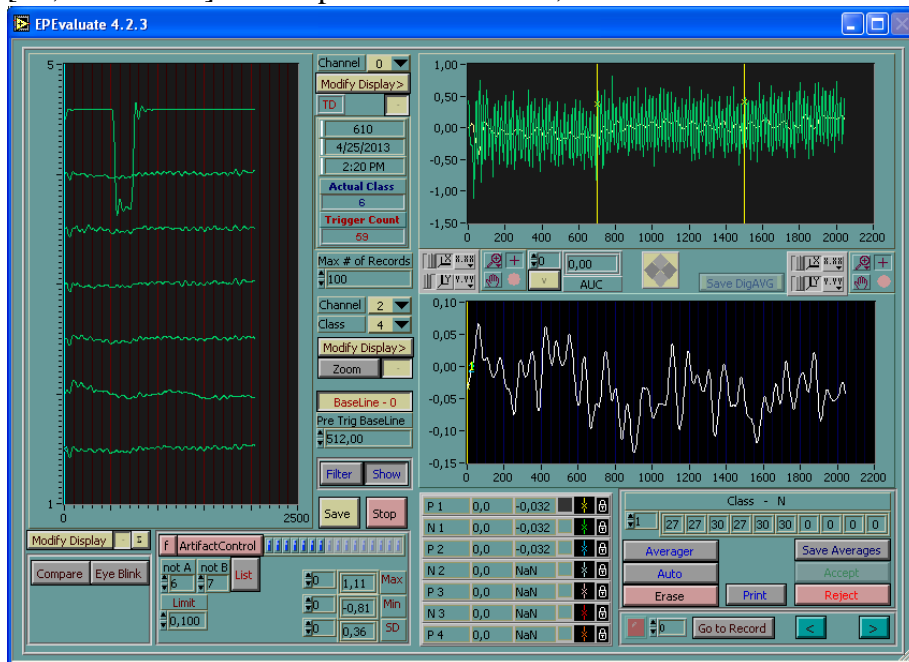 EPEvaluate 4.2.3
5
1
0 2500
Channel 0
Modify Display>
TD
610
4/25/2013
2:20 PM
Actual Class
6
Trigger Count
59
Max # of Records
100
Channel 2
Class 4
Modify Display>
Zoom
BaseLine - 0
Pre Trig BaseLine
512,00
Filter Show
Save Stop
1,00
0,50
0,00
-0,50
-1,00
-1,50
0 200 400 600 800 1000 1200 1400 1600 1800 2000 2200
X X.XX 0 0,00 X X.XX
Y Y.YY v AUC Save DigAVG Y Y.YY
0,10
0,05
0,00
-0,05
-0,10
-0,15
0 200 400 600 800 1000 1200 1400 1600 1800 2000 2200
P 1 0,0 -0,032
N 1 0,0 -0,032
P 2 0,0 -0,032
N 2 0,0 NaN
P 3 0,0 NaN
N 3 0,0 NaN
P 4 0,0 NaN
Class - N
1 27 27 30 27 30 30 0 0 0 0
Averager Save Averages
Auto Accept
Erase Print Reject
0 Go to Record < >
Modify Display
Compare Eye Blink
f ArtifactControl
not A not B List
6 7
Limit
0,100
0 1,11 Max
0 -0,81 Min
0 0,36 SD